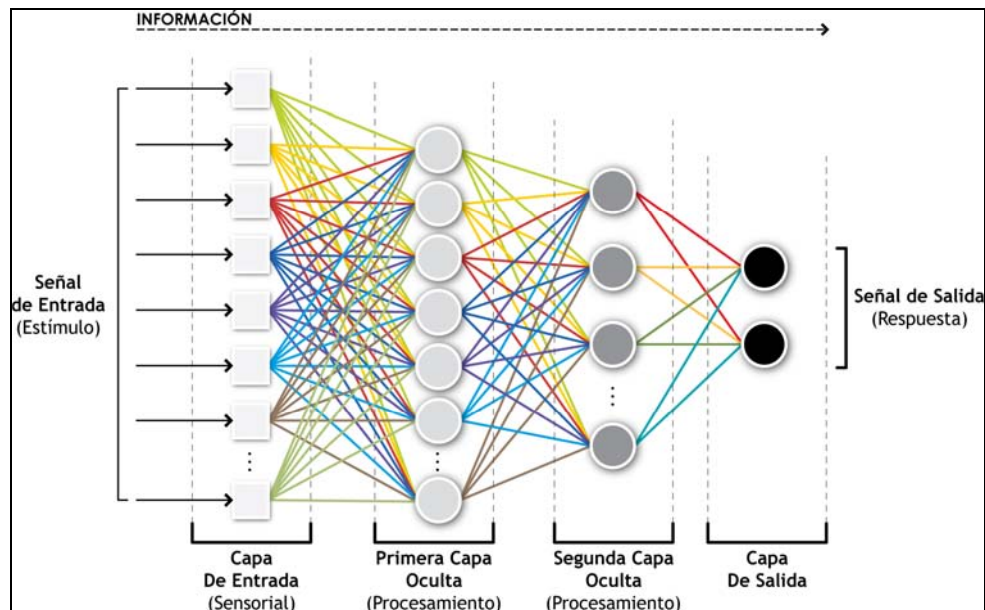 INFORMACIÓN
Señal
de Entrada
(Estímulo)
Señal de Salida
(Respuesta)
Capa
De Entrada
(Sensorial)
Primera Capa
Oculta
(Procesamiento)
Segunda Capa
Oculta
(Procesamiento)
Capa
De Salida